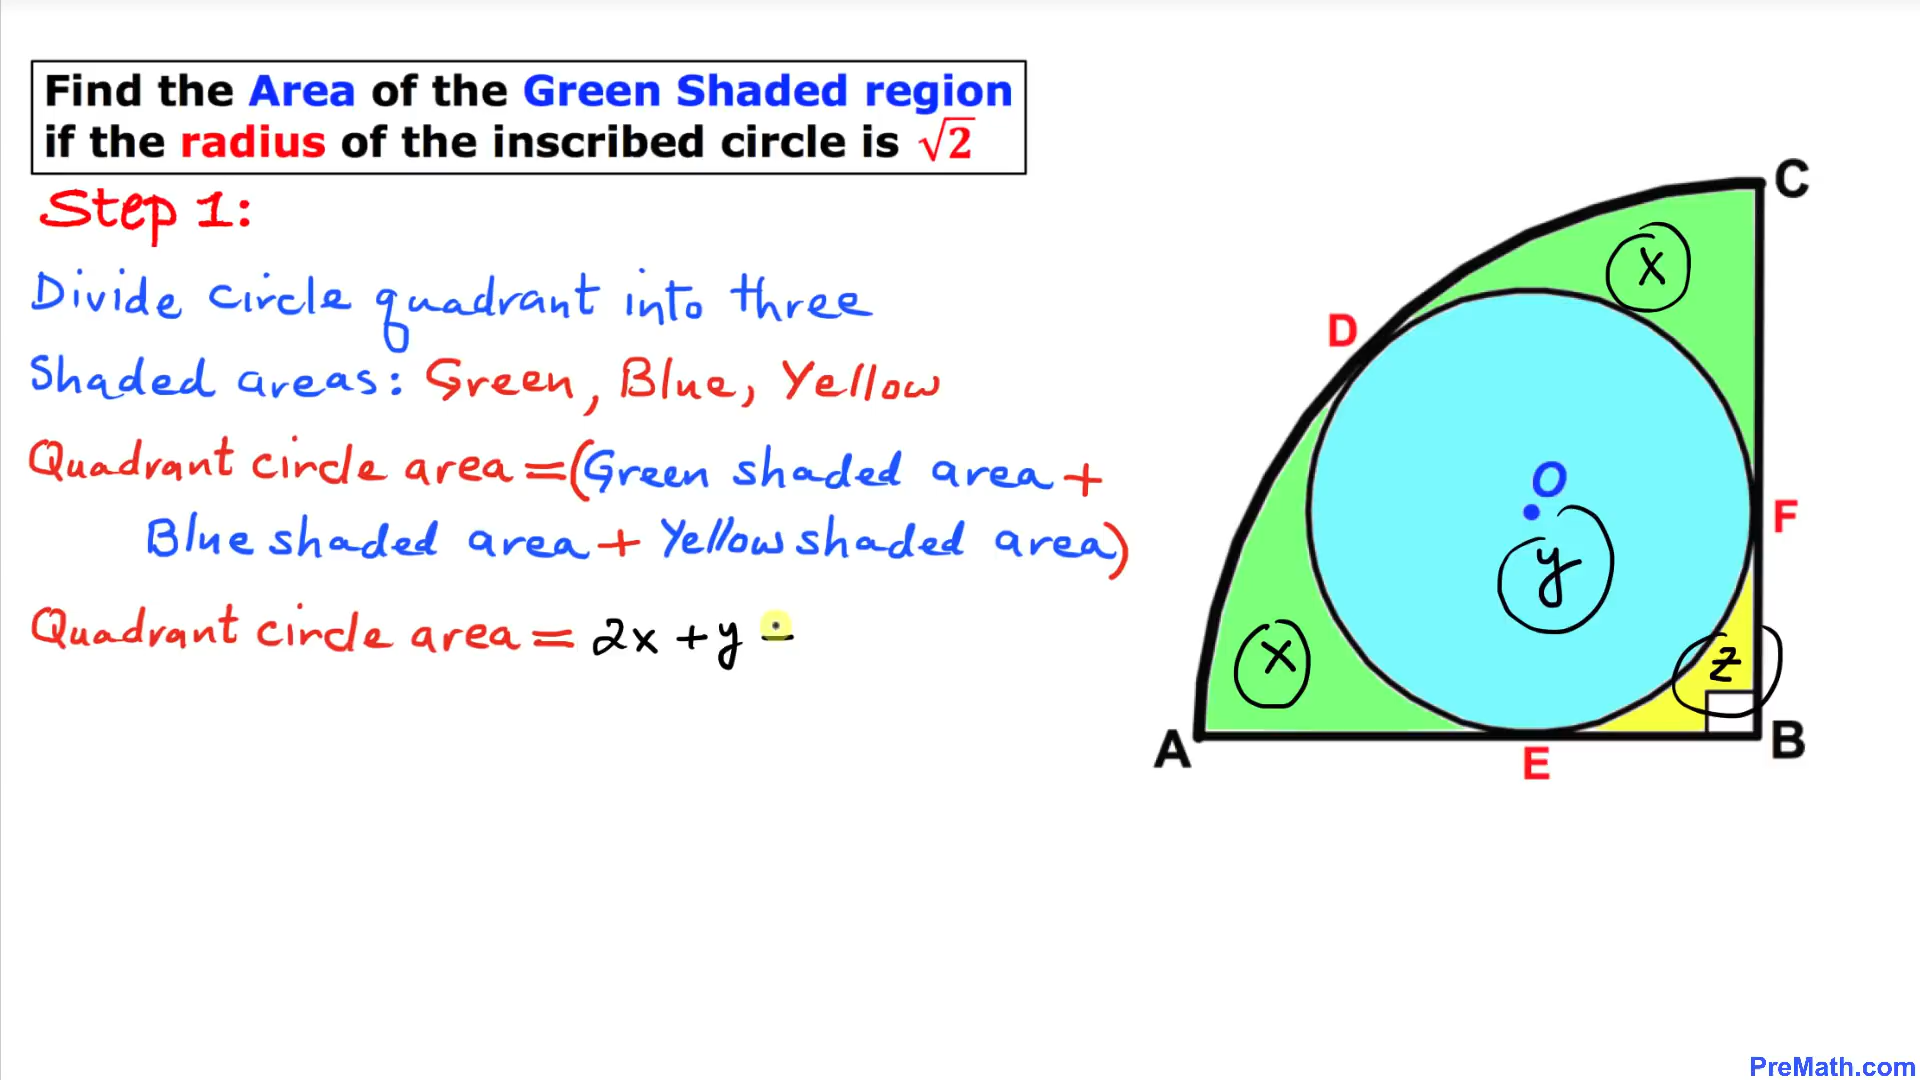 Find the Area of the Green Shaded region
if the radius of the inscribed circle is √2
Step 1:
Divide circle quadrant into three
Shaded areas: Green, Blue, Yellow
Quadrant circle area = (Green shaded area +
Blue shaded area + Yellow shaded area)
Quadrant circle area = 2x + y
C
x
D
O
F
y
x
z
A
B
E
PreMath.com